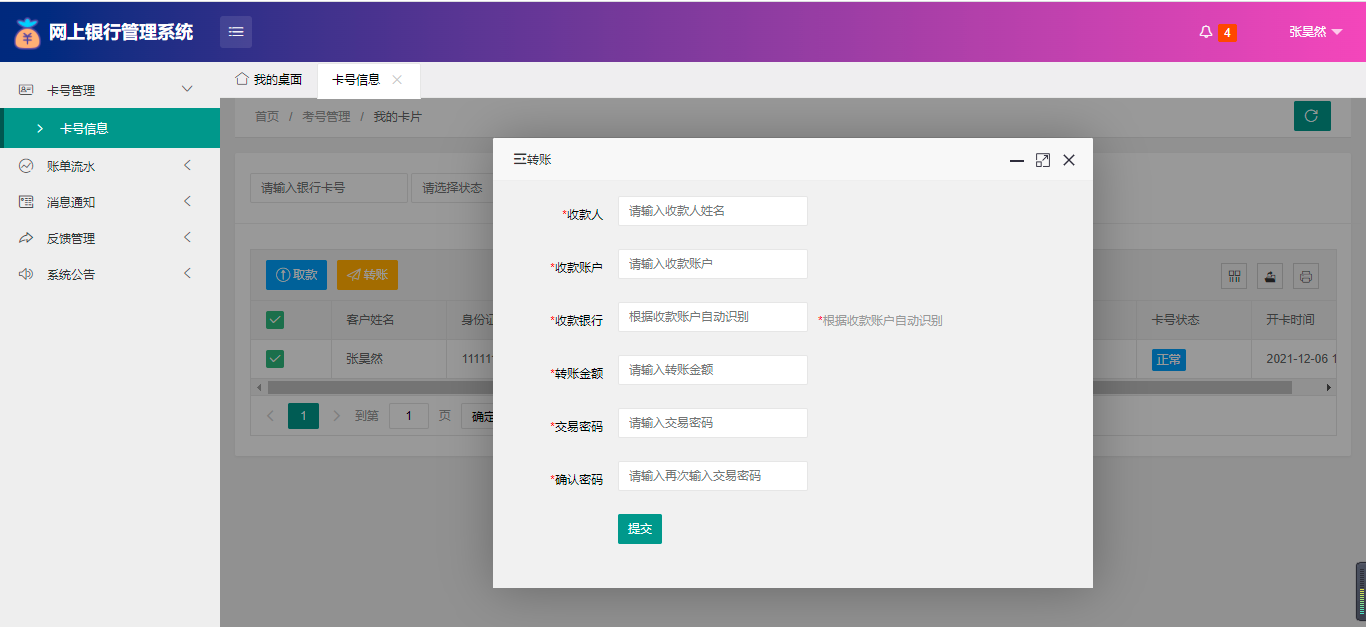 网上银行管理系统
4
张昊然
卡号管理
卡号信息
账单流水
消息通知
反馈管理
系统公告
我的桌面
卡号信息
首页 / 考号管理 / 我的卡片
请输入银行卡号
请选择状态
取款
转账
客户姓名
身份证
卡号状态
开卡时间
张昊然
11111
正常
2021-12-06 1
1
到第
1
页
确定
转账
*收款人
请输入收款人姓名
*收款账户
请输入收款账户
*收款银行
根据收款账户自动识别
*根据收款账户自动识别
*转账金额
请输入转账金额
*交易密码
请输入交易密码
*确认密码
请输入再次输入交易密码
提交